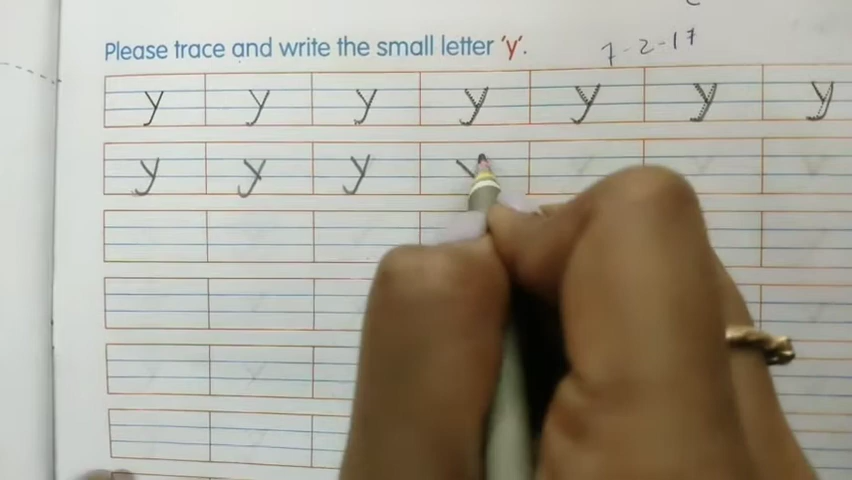 Please trace and write the small letter 'y'.
7-2-17
y y y y y y y
y y y